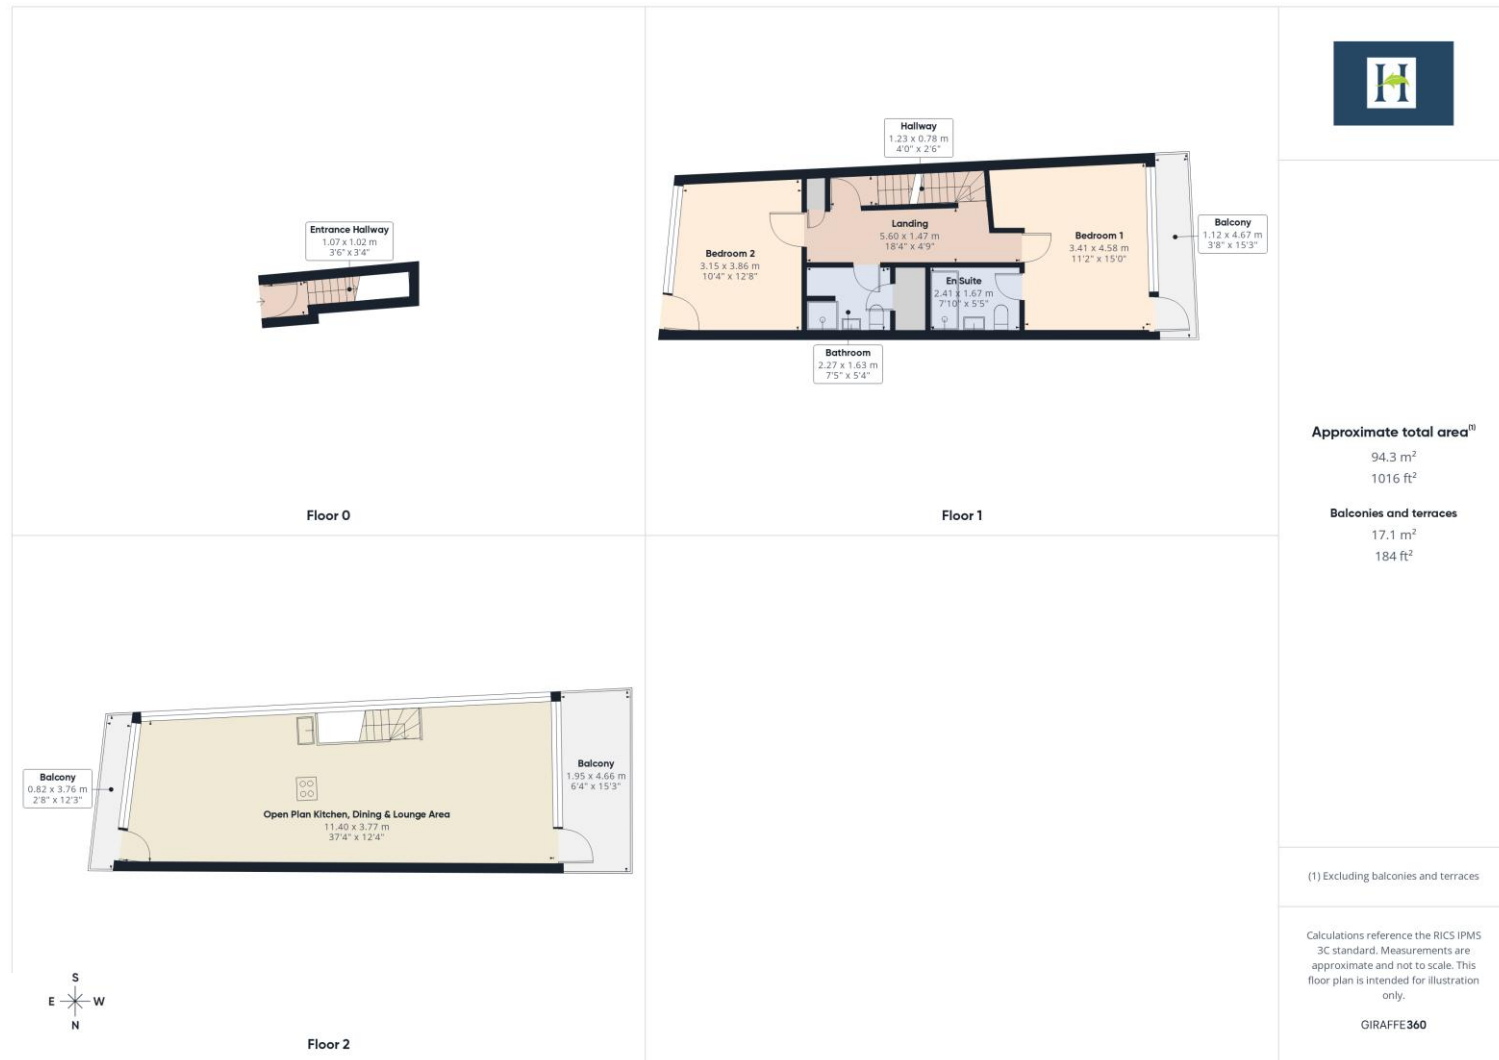 Entrance Hallway
1.07 x 1.02 m
3'6" x 3'4"
Floor 0
Hallway
1.23 x 0.78 m
4'0" x 2'6"
Landing
5.60 x 1.47 m
18'4" x 4'9"
Bedroom 2
3.15 x 3.86 m
10'4" x 12'8"
Bedroom 1
3.41 x 4.58 m
11'2" x 15'0"
Balcony
1.12 x 4.67 m
3'8" x 15'3"
En Suite
2.41 x 1.67 m
7'10" x 5'5"
Bathroom
2.27 x 1.63 m
7'5" x 5'4"
Floor 1
Balcony
0.82 x 3.76 m
2'8" x 12'3"
Open Plan Kitchen, Dining & Lounge Area
11.40 x 3.77 m
37'4" x 12'4"
Balcony
1.95 x 4.66 m
6'4" x 15'3"
S
E W
N
Floor 2
H
Approximate total area(1)
94.3 m²
1016 ft²
Balconies and terraces
17.1 m²
184 ft²
(1) Excluding balconies and terraces
Calculations reference the RICS IPMS
3C standard. Measurements are
approximate and not to scale. This
floor plan is intended for illustration
only.
GIRAFFE360